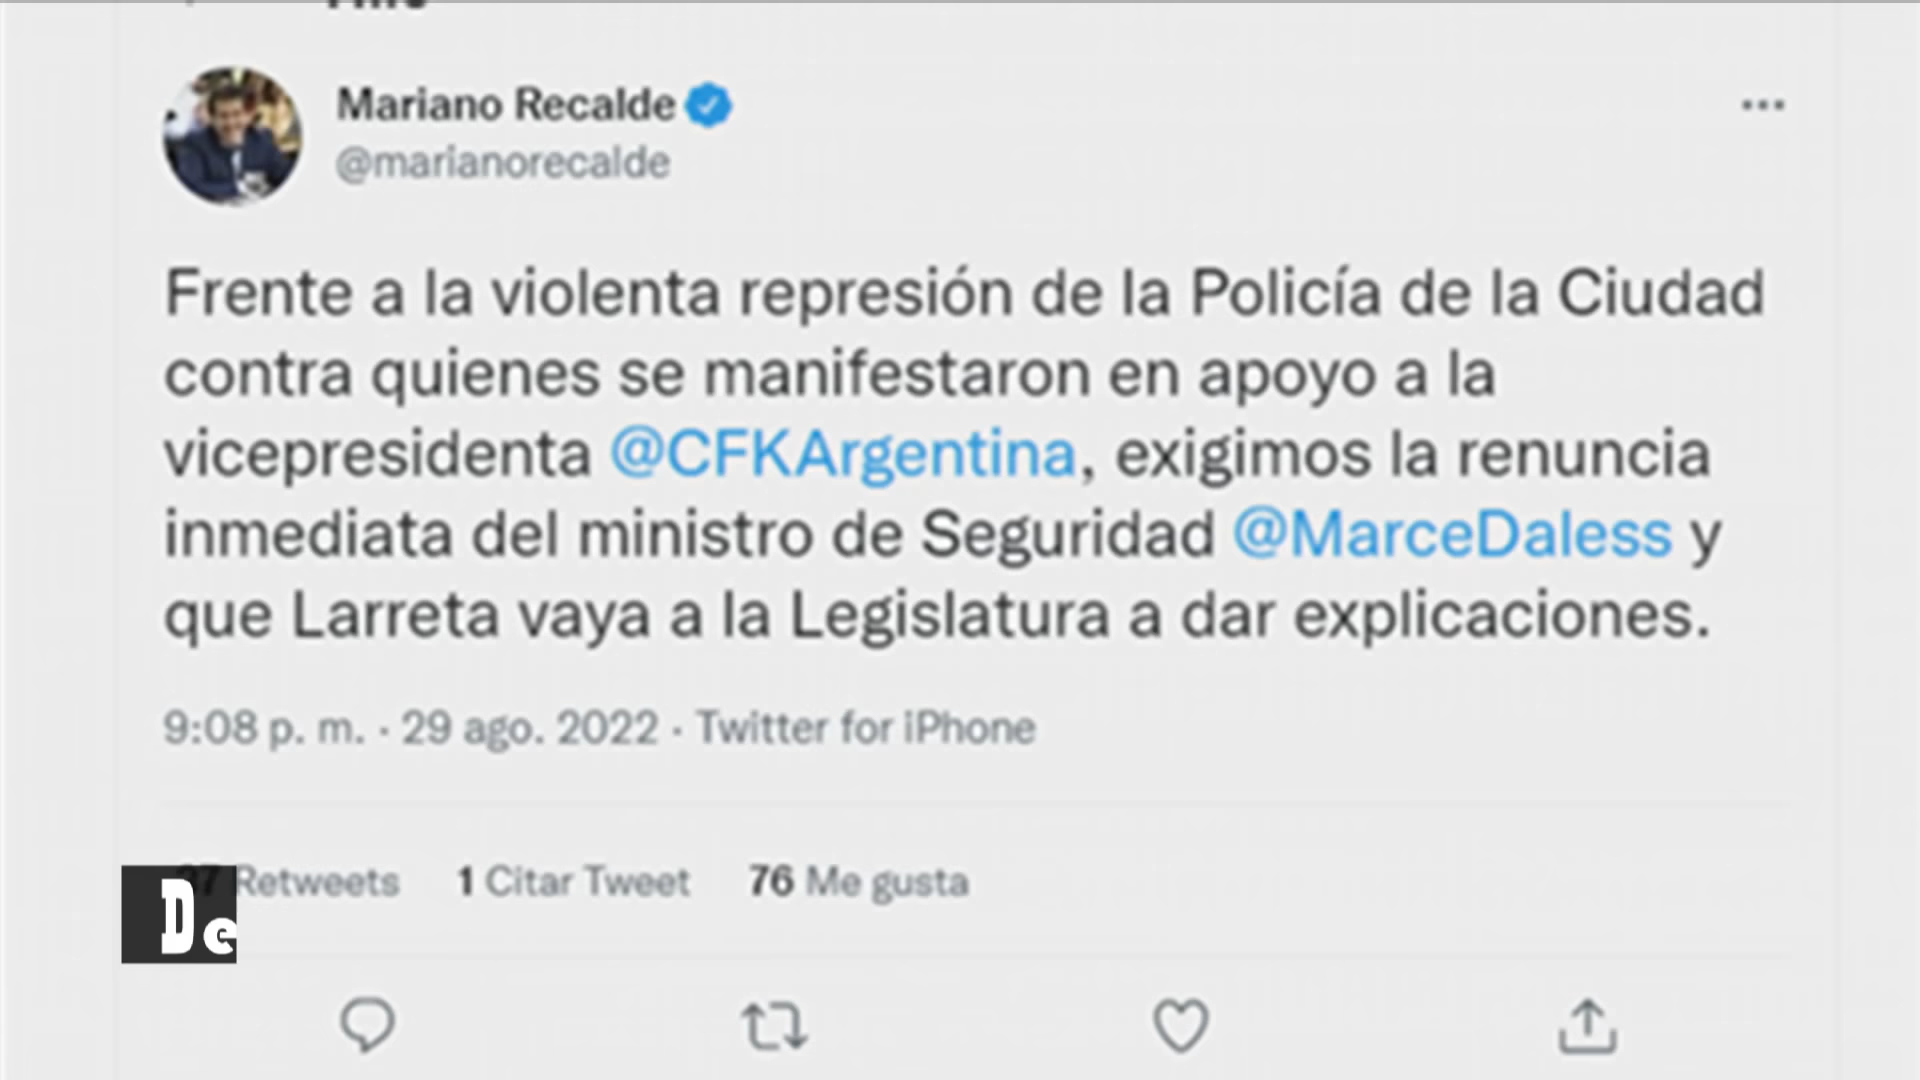 Mariano Recalde
@marianorecalde
Frente a la violenta represión de la Policía de la Ciudad
contra quienes se manifestaron en apoyo a la
vicepresidenta @CFKArgentina, exigimos la renuncia
inmediata del ministro de Seguridad @MarceDaless y
que Larreta vaya a la Legislatura a dar explicaciones.
9:08 p. m. · 29 ago. 2022 · Twitter for iPhone
Retweets 1 Citar Tweet 76 Me gusta
De